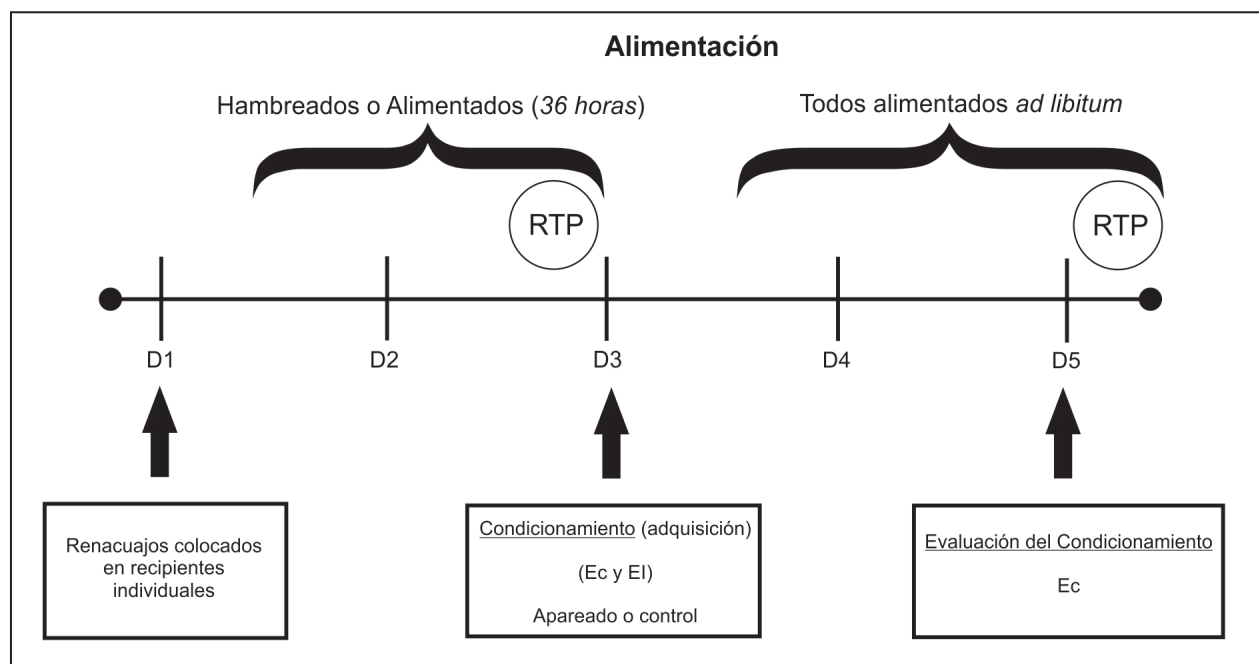 Alimentación
Hambreados o Alimentados (36 horas)
Todos alimentados ad libitum
RTP
RTP
D1
D2
D3
D4
D5
Renacuajos colocados
en recipientes
individuales
Condicionamiento (adquisición)
(Ec y EI)
Apareado o control
Evaluación del Condicionamiento
Ec